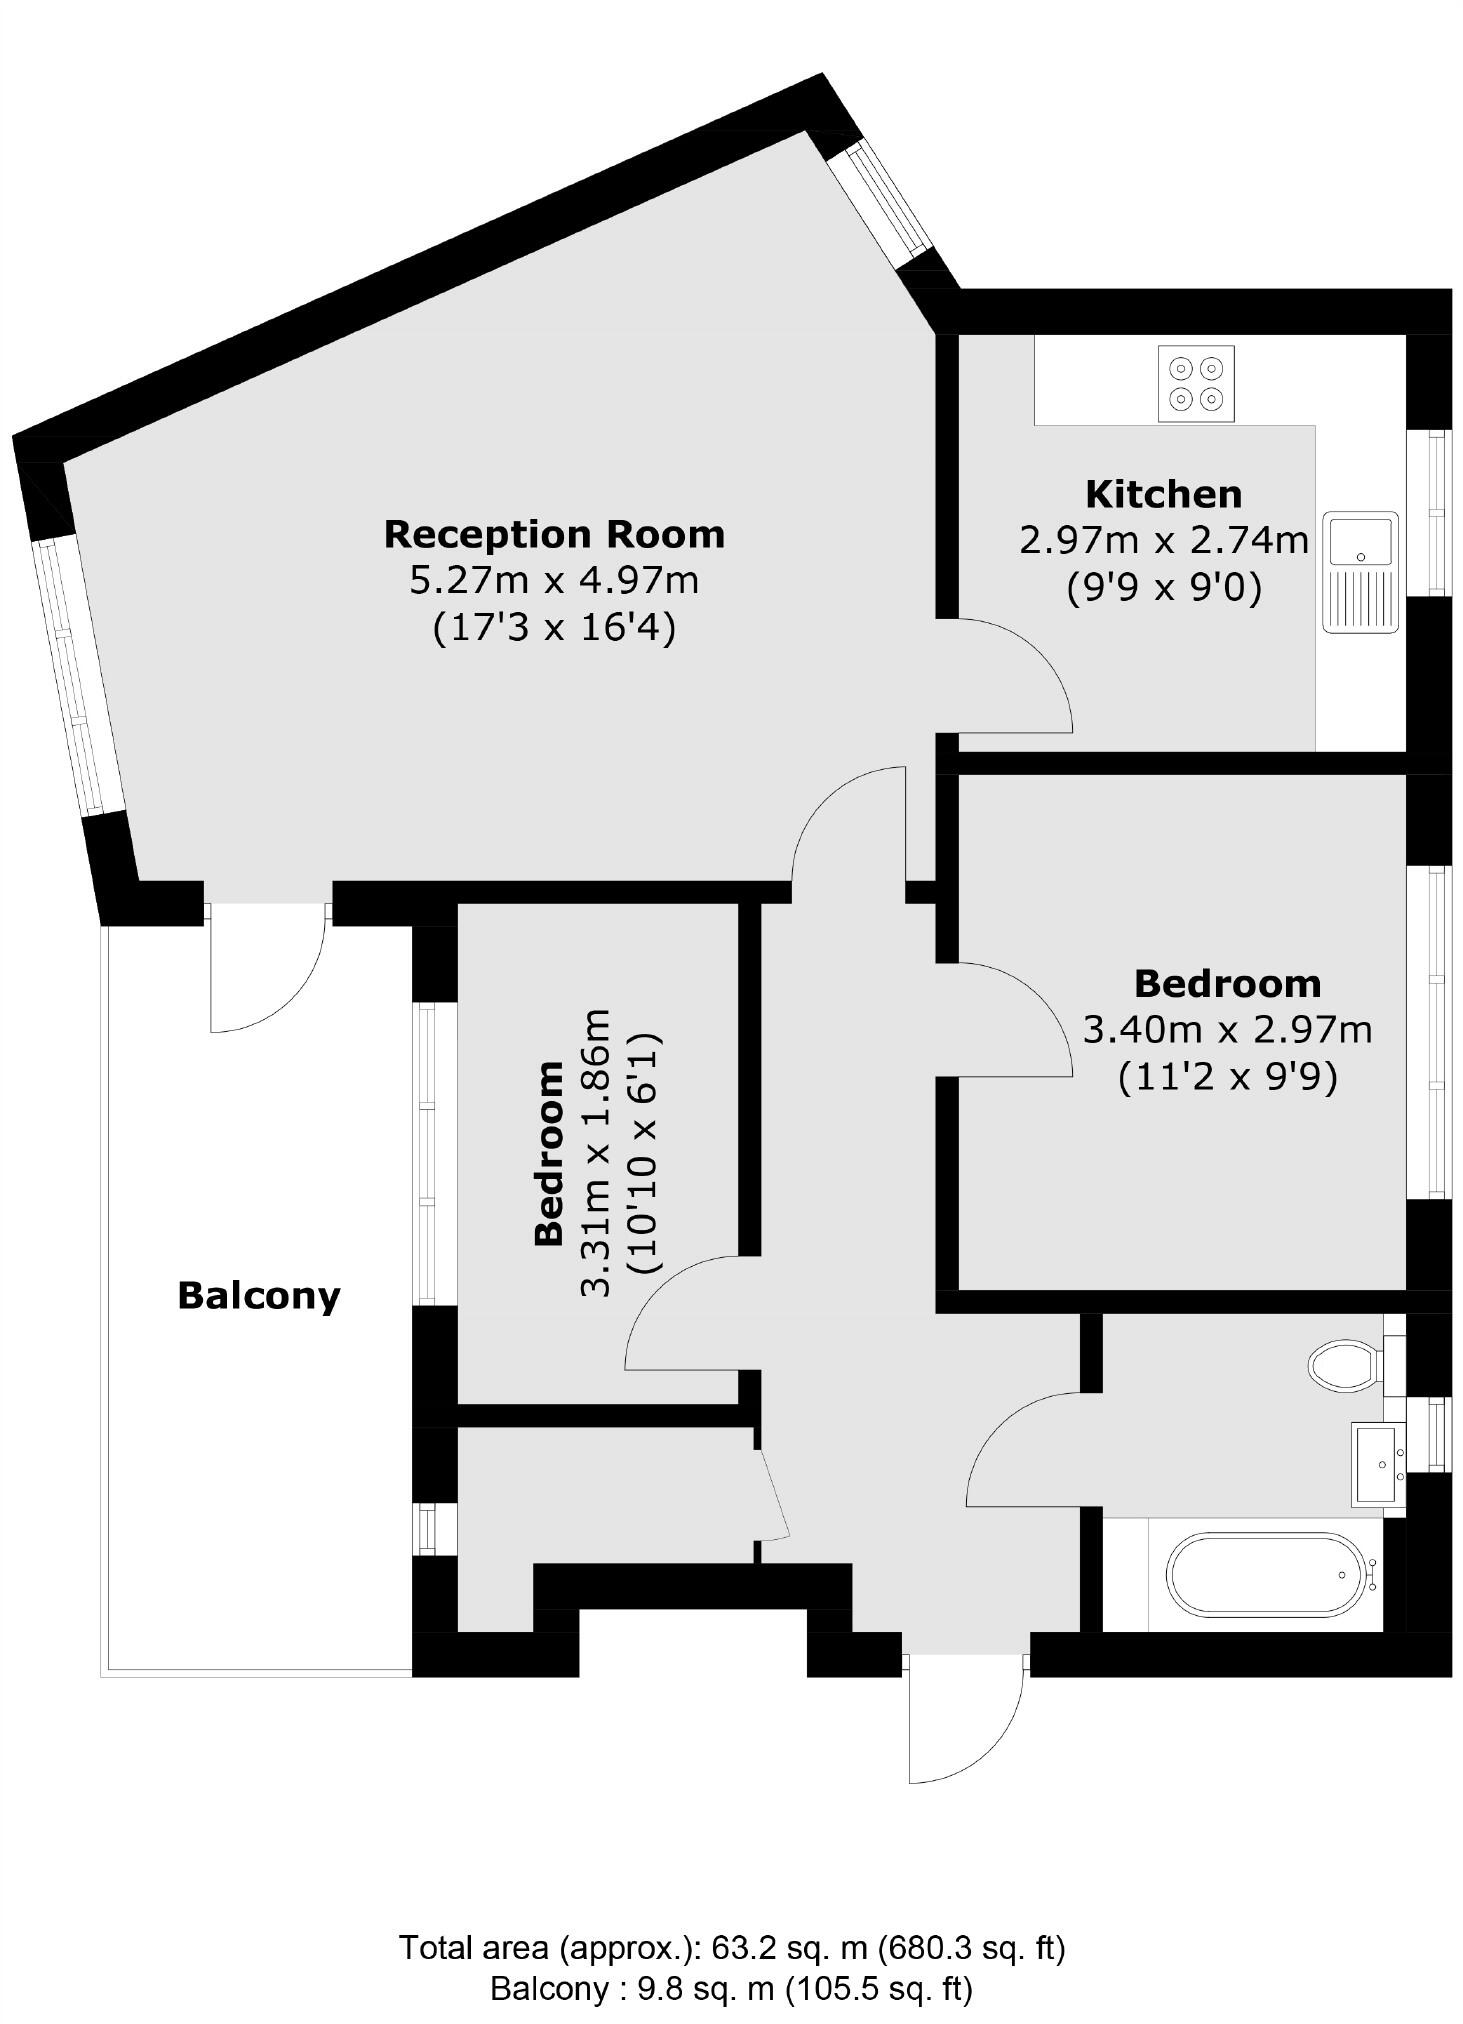 Reception Room
5.27m x 4.97m
(17'3 x 16'4)
Kitchen
2.97m x 2.74m
(9'9 x 9'0)
Bedroom
3.40m x 2.97m
(11'2 x 9'9)
Bedroom
3.31m x 1.86m
(10'10 x 6'1)
Balcony
Total area (approx.): 63.2 sq. m (680.3 sq. ft)
Balcony : 9.8 sq. m (105.5 sq. ft)